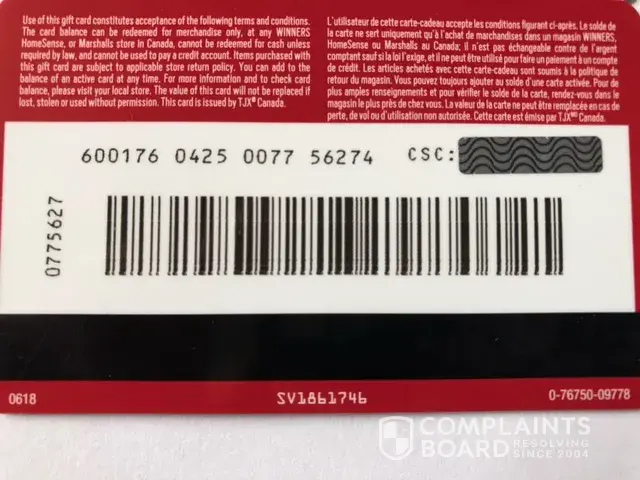 Use of this gift card constitutes acceptance of the following terms and conditions.
The card balance can be redeemed for merchandise only, at any WINNERS,
HomeSense, or Marshalls store in Canada, cannot be redeemed for cash unless
required by law, and cannot be used to pay a credit account. Items purchased with
this gift card are subject to applicable store return policy. You can add to the
balance of an active card at any time. For more information and to check card
balance, please visit your local store. The value of this card will not be replaced if
lost, stolen or used without permission. This card is issued by TJX® Canada.
L'utilisateur de cette carte-cadeau accepte les conditions figurant ci-après. Le solde de
la carte ne sert uniquement qu'à l'achat de marchandises dans un magasin WINNERS,
HomeSense ou Marshalls au Canada; il n'est pas échangeable contre de l'argent
comptant sauf si la loi l'exige, et il ne peut être utilisé pour faire un paiement à un compte
de crédit. Les articles achetés avec cette carte-cadeau sont soumis à la politique de
retour du magasin. Vous pouvez toujours ajouter au solde d'une carte activée. Pour de
plus amples renseignements et pour vérifier le solde de la carte, rendez-vous dans le
magasin le plus près de chez vous. La valeur de la carte ne peut être remplacée en cas de
perte, de vol ou d'utilisation non autorisée. Cette carte est émise par TJX MD Canada.
600176 0425 0077 56274 CSC:
0775627
0618 SV1861746 0-76750-09778
COMPLAINTS
BOARD RESOLVING
SINCE 2004